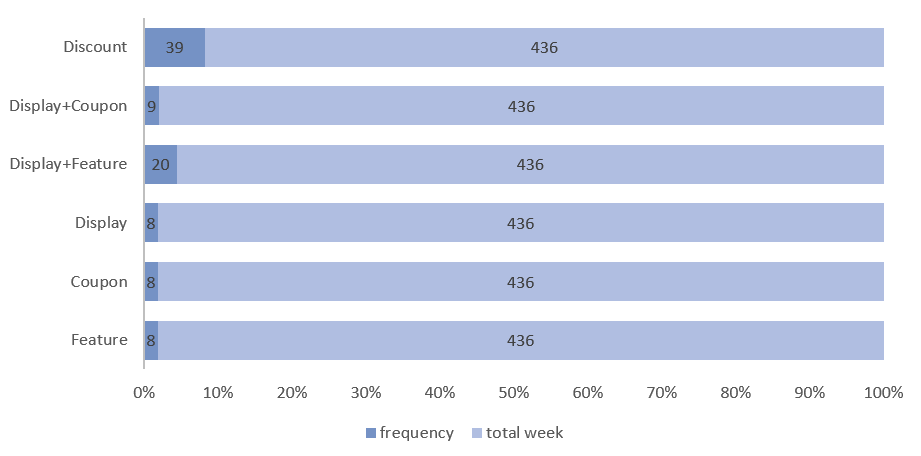 Discount 39 436
Display+Coupon 9 436
Display+Feature 20 436
Display 8 436
Coupon 8 436
Feature 8 436
0% 10% 20% 30% 40% 50% 60% 70% 80% 90% 100%
frequency total week